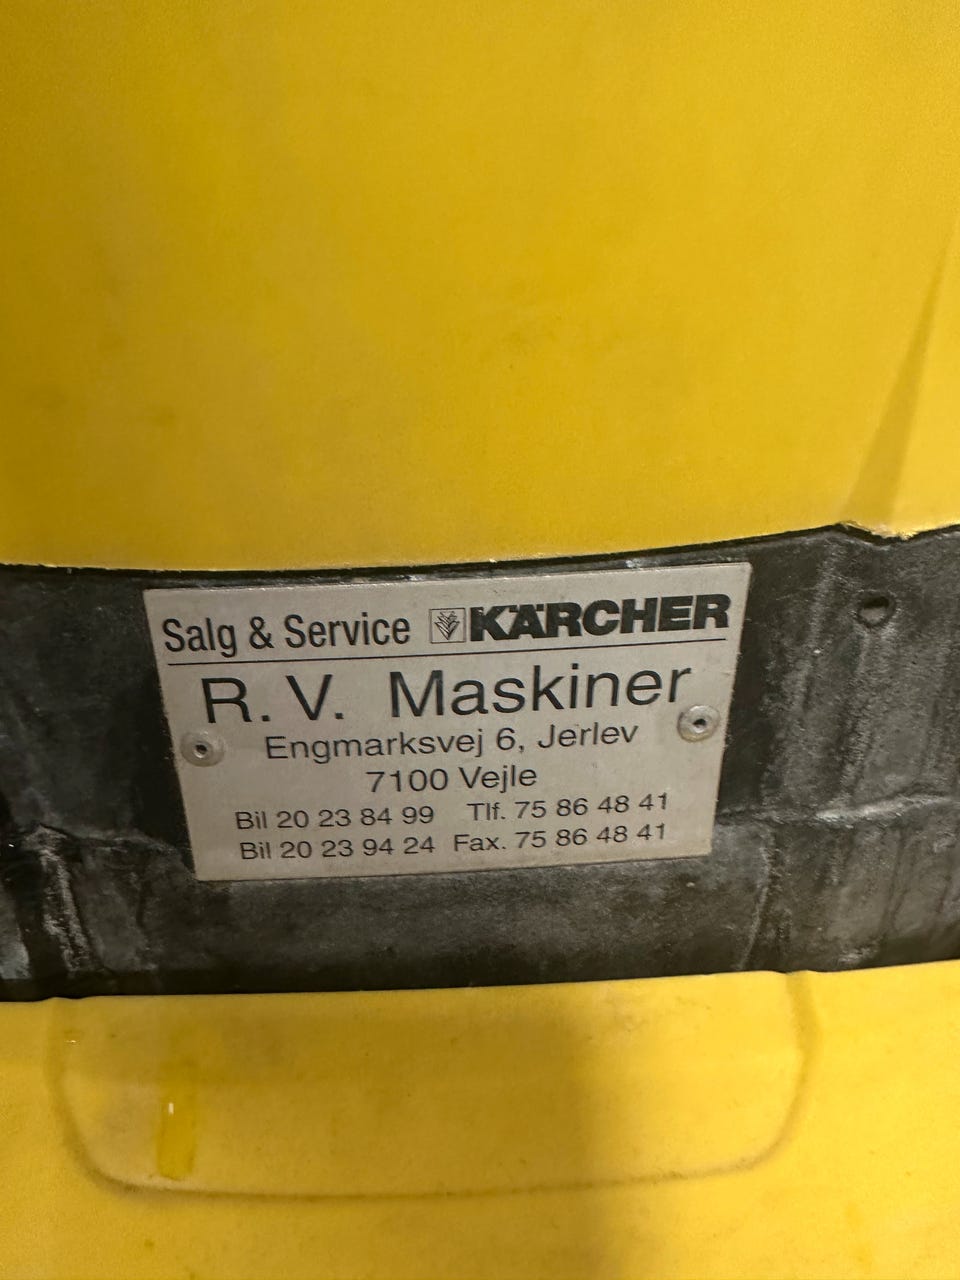 Salg & Service KÄRCHER
R. V. Maskiner
Engmarksvej 6, Jerlev
7100 Vejle
Bil 20 23 84 99 Tlf. 75 86 48 41
Bil 20 23 94 24 Fax. 75 86 48 41